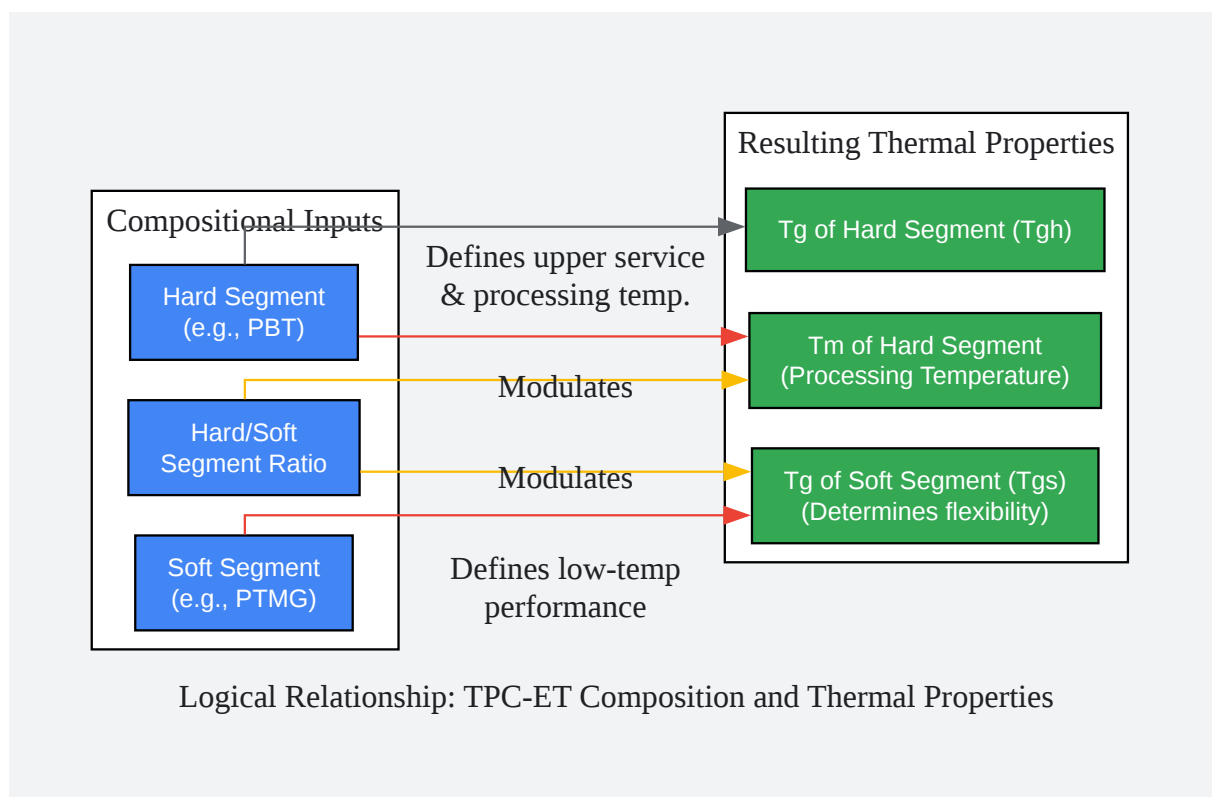 Compositional Inputs
Hard Segment
(e.g., PBT)
Hard/Soft
Segment Ratio
Soft Segment
(e.g., PTMG)
Defines upper service
& processing temp.
Modulates
Modulates
Defines low-temp
performance
Resulting Thermal Properties
Tg of Hard Segment (Tgh)
Tm of Hard Segment
(Processing Temperature)
Tg of Soft Segment (Tgs)
(Determines flexibility)
Logical Relationship: TPC-ET Composition and Thermal Properties